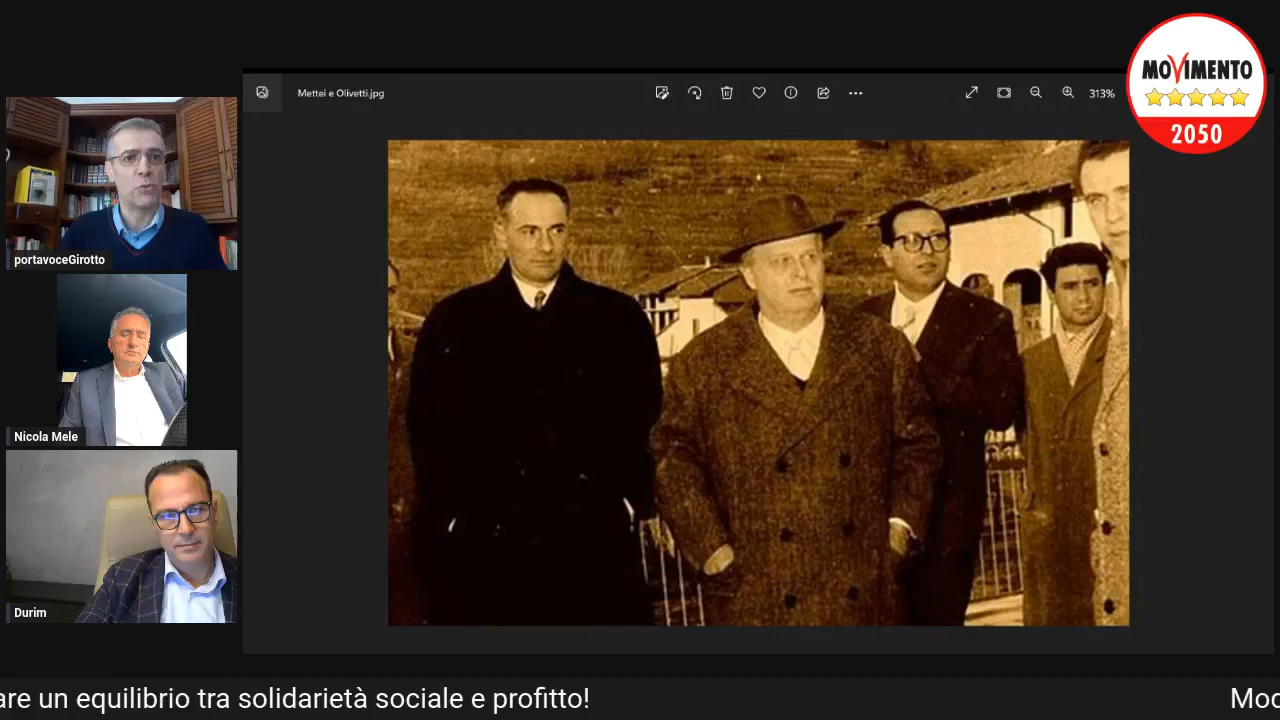 Mettei e Olivetti.jpg
313%
MOVIMENTO
2050
portavoceGirotto
Nicola Mele
Durim
are un equilibrio tra solidarietà sociale e profitto!
Mod